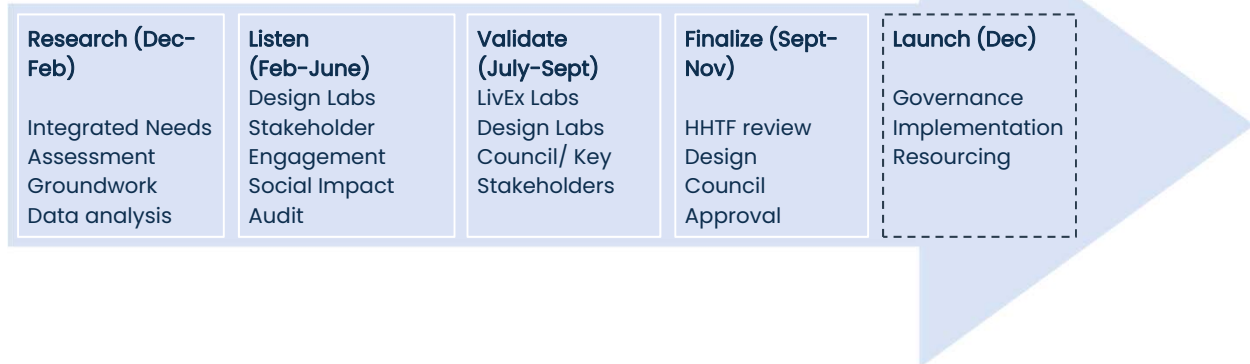 Research (Dec-
Feb)
Integrated Needs
Assessment
Groundwork
Data analysis
Listen
(Feb-June)
Design Labs
Stakeholder
Engagement
Social Impact
Audit
Validate
(July-Sept)
LivEx Labs
Design Labs
Council/ Key
Stakeholders
Finalize (Sept-
Nov)
HHTF review
Design
Council
Approval
Launch (Dec)
Governance
Implementation
Resourcing